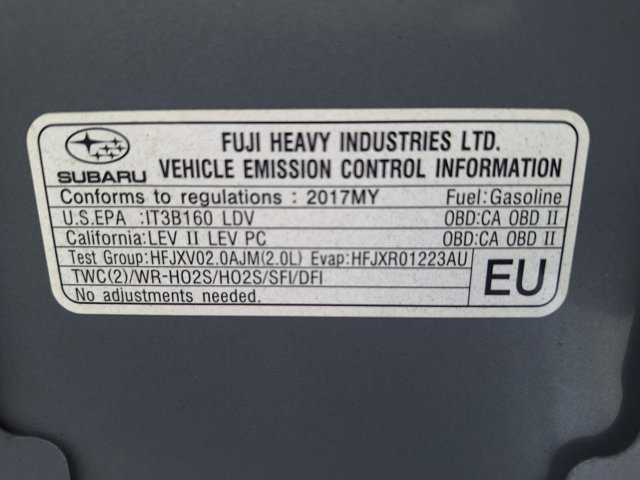 SUBARU
FUJI HEAVY INDUSTRIES LTD.
VEHICLE EMISSION CONTROL INFORMATION
Conforms to regulations : 2017MY Fuel:Gasoline
U.S.EPA :IT3B160 LDV OBD:CA OBD II
California:LEV II LEV PC OBD:CA OBD II
Test Group:HFJXV02.0AJM(2.0L) Evap:HFJXR01223AU
TWC(2)/WR-HO2S/HO2S/SFI/DFI
No adjustments needed.
EU